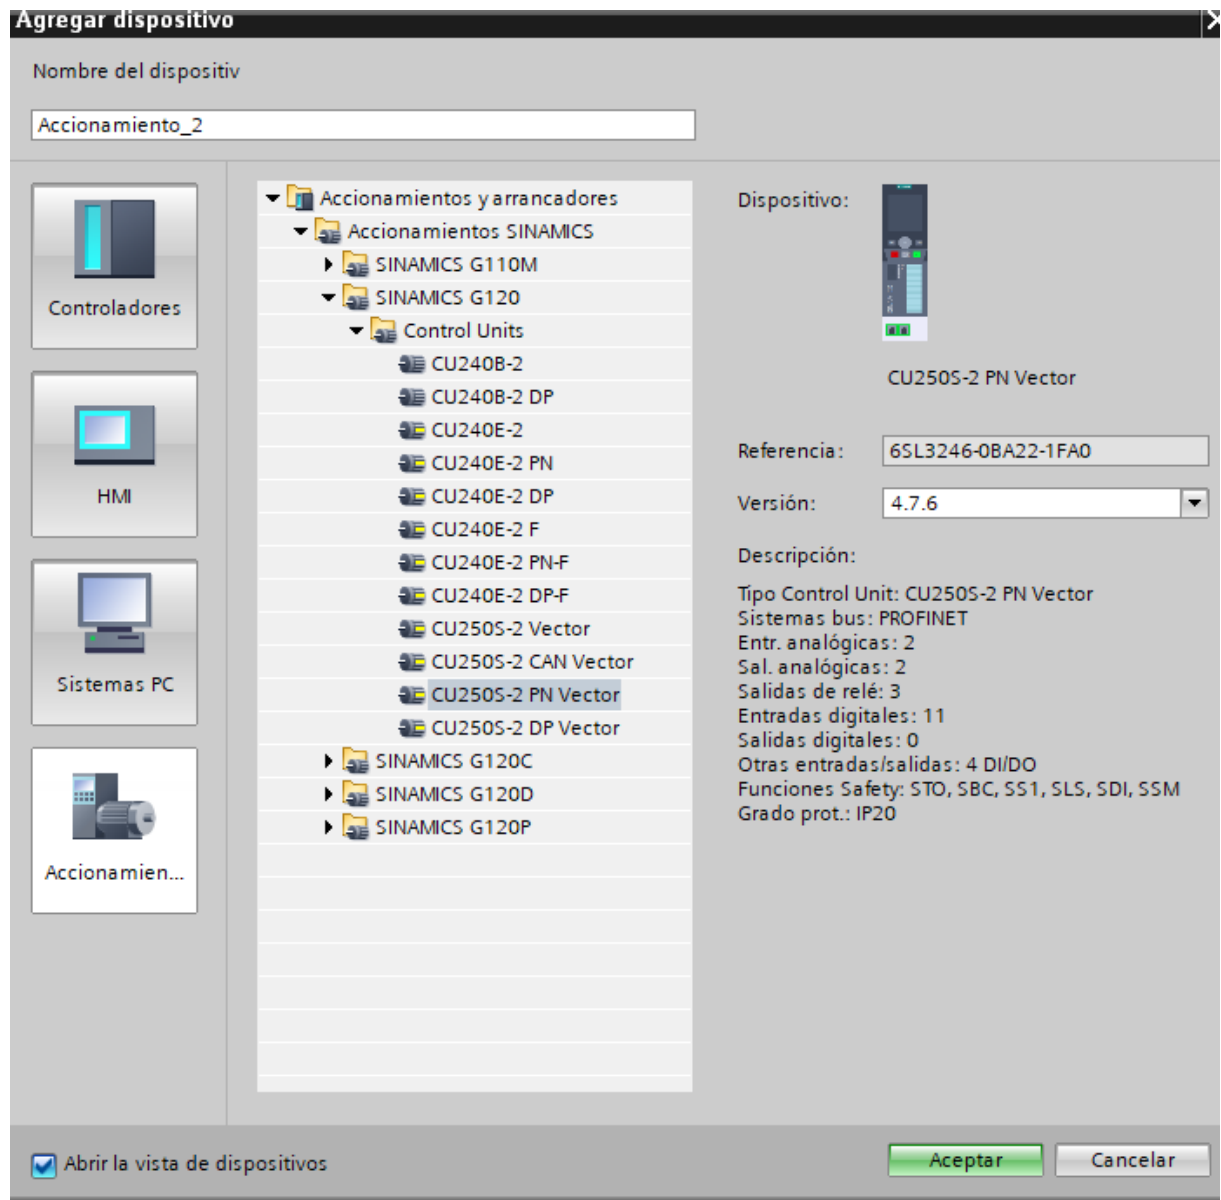 Agregar dispositivo
Nombre del dispositiv
Accionamiento_2
Controladores
HMI
Sistemas PC
Accionamien...
Accionamientos y arrancadores
Accionamientos SINAMICS
SINAMICS G110M
SINAMICS G120
Control Units
CU240B-2
CU240B-2 DP
CU240E-2
CU240E-2 PN
CU240E-2 DP
CU240E-2 F
CU240E-2 PN-F
CU240E-2 DP-F
CU250S-2 Vector
CU250S-2 CAN Vector
CU250S-2 PN Vector
CU250S-2 DP Vector
SINAMICS G120C
SINAMICS G120D
SINAMICS G120P
Dispositivo:
CU250S-2 PN Vector
Referencia: 6SL3246-0BA22-1FA0
Versión: 4.7.6
Descripción:
Tipo Control Unit: CU250S-2 PN Vector
Sistemas bus: PROFINET
Entr. analógicas: 2
Sal. analógicas: 2
Salidas de relé: 3
Entradas digitales: 11
Salidas digitales: 0
Otras entradas/salidas: 4 DI/DO
Funciones Safety: STO, SBC, SS1, SLS, SDI, SSM
Grado prot.: IP20
Abrir la vista de dispositivos
Aceptar
Cancelar